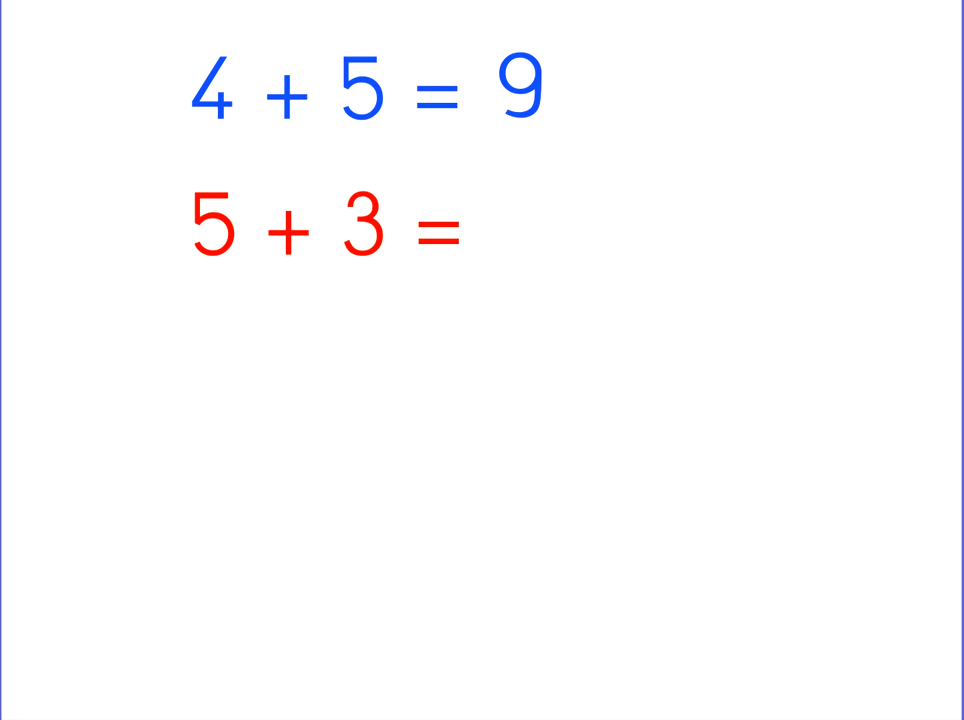 4 + 5 = 9
5 + 3 =